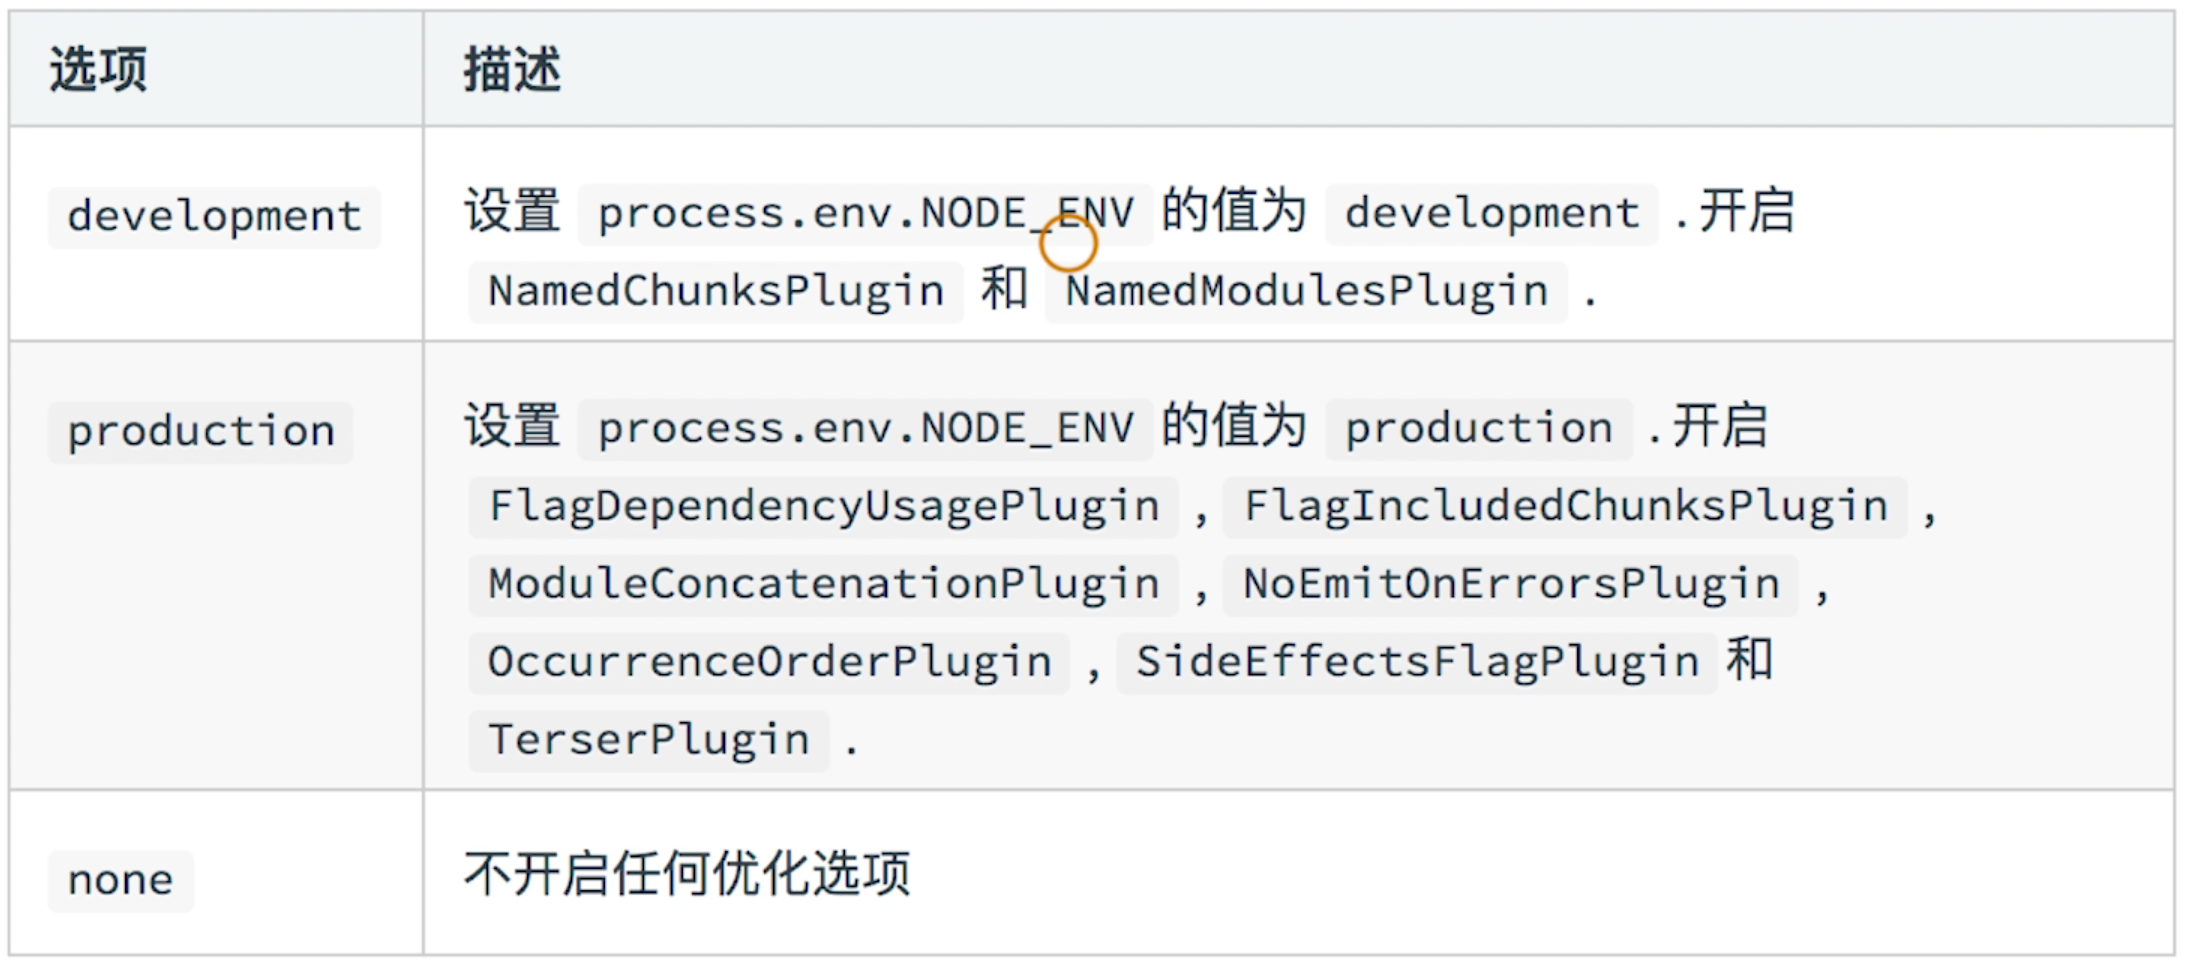 选项
描述
development
设置 process.env.NODE_ENV 的值为 development .开启
NamedChunksPlugin 和 NamedModulesPlugin .
production
设置 process.env.NODE_ENV 的值为 production .开启
FlagDependencyUsagePlugin , FlagIncludedChunksPlugin ,
ModuleConcatenationPlugin , NoEmitOnErrorsPlugin ,
OccurrenceOrderPlugin , SideEffectsFlagPlugin 和
TerserPlugin .
none
不开启任何优化选项